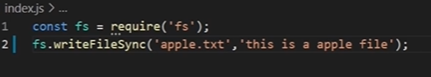 index.js > ...
1 const fs = require('fs');
2 fs.writeFileSync('apple.txt','this is a apple file');